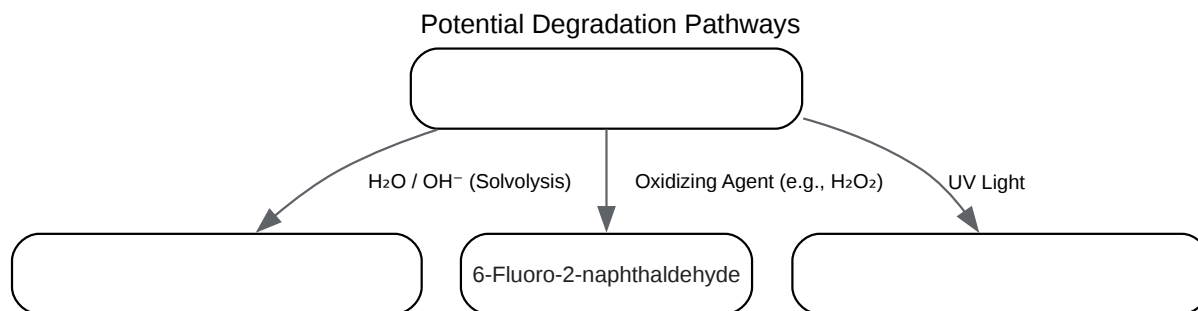 Potential Degradation Pathways
H₂O / OH⁻ (Solvolysis)
Oxidizing Agent (e.g., H₂O₂)
UV Light
6-Fluoro-2-naphthaldehyde